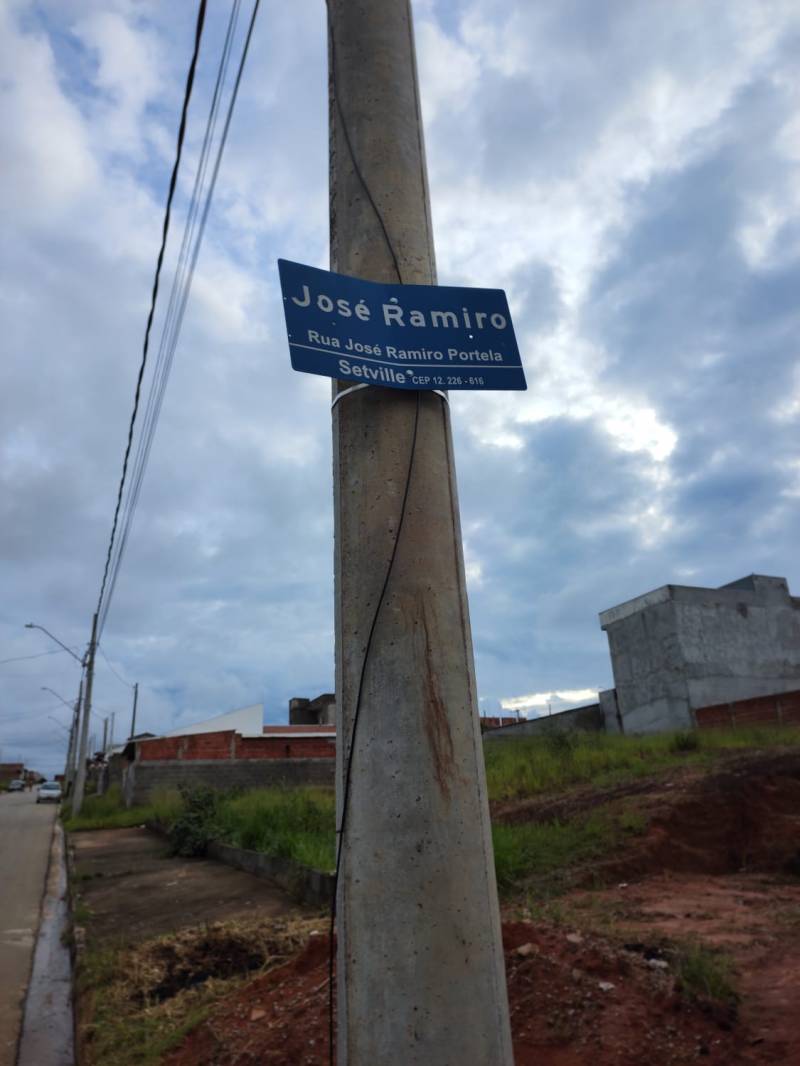 José Ramiro
Rua José Ramiro Portela
Setville CEP 12. 226 - 616